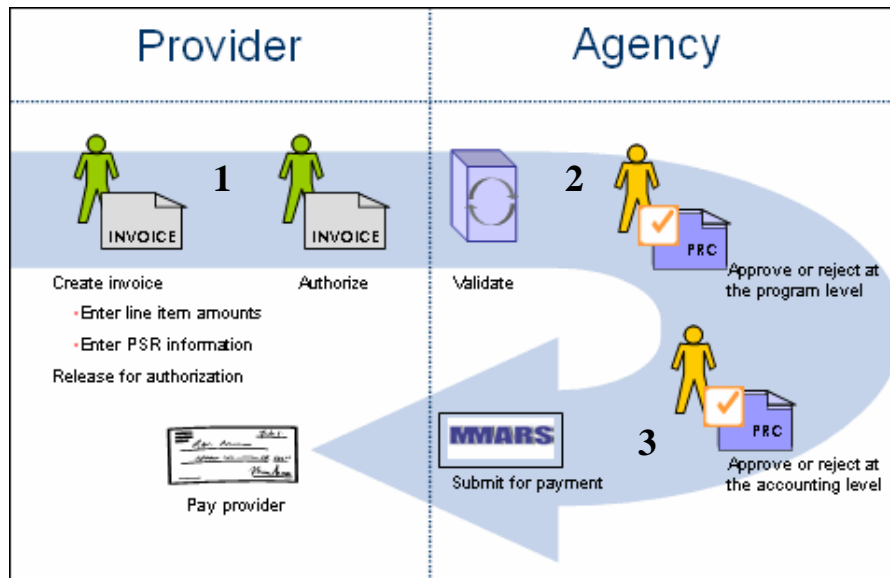 Provider
Agency
1
2
INVOICE
INVOICE
PRC
Create invoice
Authorize
Validate
Approve or reject at
the program level
• Enter line item amounts
• Enter PSR information
Release for authorization
MMARS
3
PRC
Submit for payment
Approve or reject at
the accounting level
Pay provider